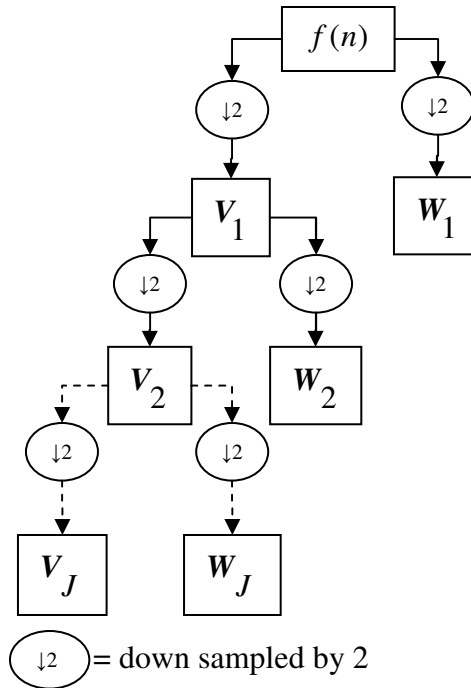 f(n)
↓2 ↓2
V1 W1
↓2 ↓2
V2 W2
↓2 ↓2
VJ WJ
↓2 = down sampled by 2